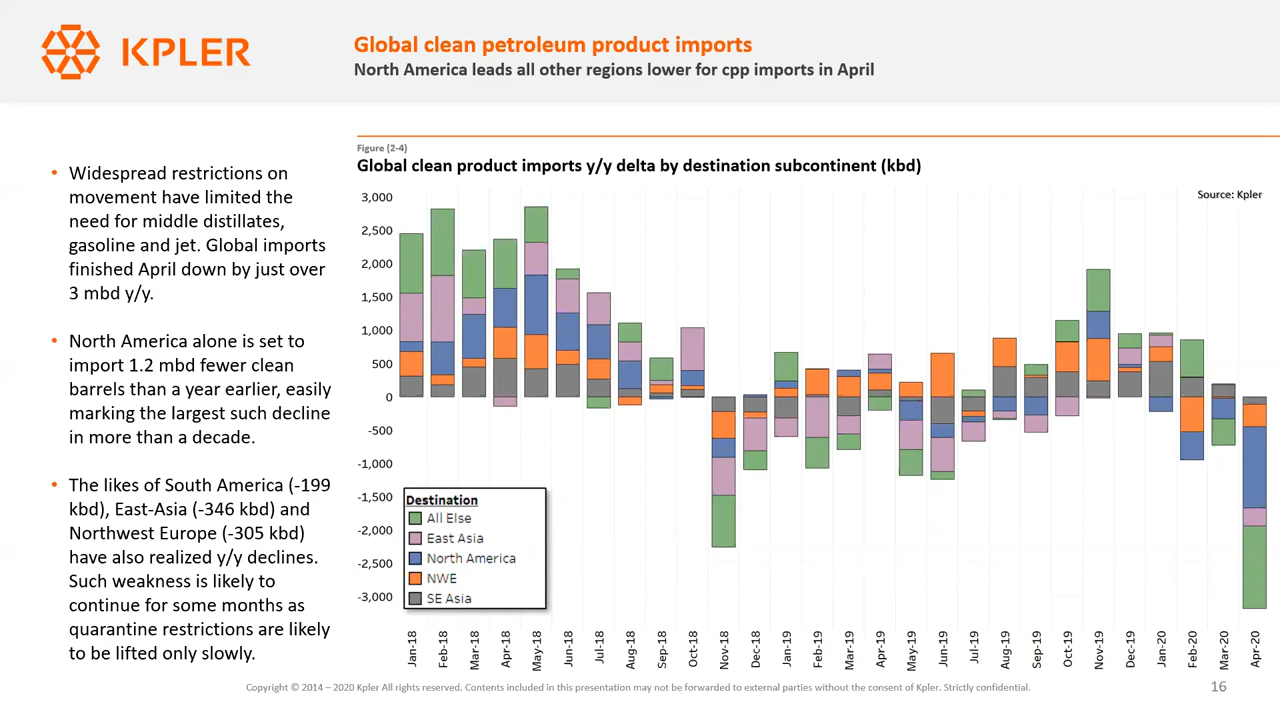 KPLER
Global clean petroleum product imports
North America leads all other regions lower for cpp imports in April
• Widespread restrictions on
movement have limited the
need for middle distillates,
gasoline and jet. Global imports
finished April down by just over
3 mbd y/y.
• North America alone is set to
import 1.2 mbd fewer clean
barrels than a year earlier, easily
marking the largest such decline
in more than a decade.
• The likes of South America (-199
kbd), East-Asia (-346 kbd) and
Northwest Europe (-305 kbd)
have also realized y/y declines.
Such weakness is likely to
continue for some months as
quarantine restrictions are likely
to be lifted only slowly.
Figure (2-4)
Global clean product imports y/y delta by destination subcontinent (kbd)
Source: Kpler
3,000
2,500
2,000
1,500
1,000
500
0
-500
-1,000
-1,500
-2,000
-2,500
-3,000
Destination
All Else
East Asia
North America
NWE
SE Asia
Jan-18
Feb-18
Mar-18
Apr-18
May-18
Jun-18
Jul-18
Aug-18
Sep-18
Oct-18
Nov-18
Dec-18
Jan-19
Feb-19
Mar-19
Apr-19
May-19
Jun-19
Jul-19
Aug-19
Sep-19
Oct-19
Nov-19
Dec-19
Jan-20
Feb-20
Mar-20
Apr-20
Copyright © 2014 – 2020 Kpler All rights reserved. Contents included in this presentation may not be forwarded to external parties without the consent of Kpler. Strictly confidential.
16